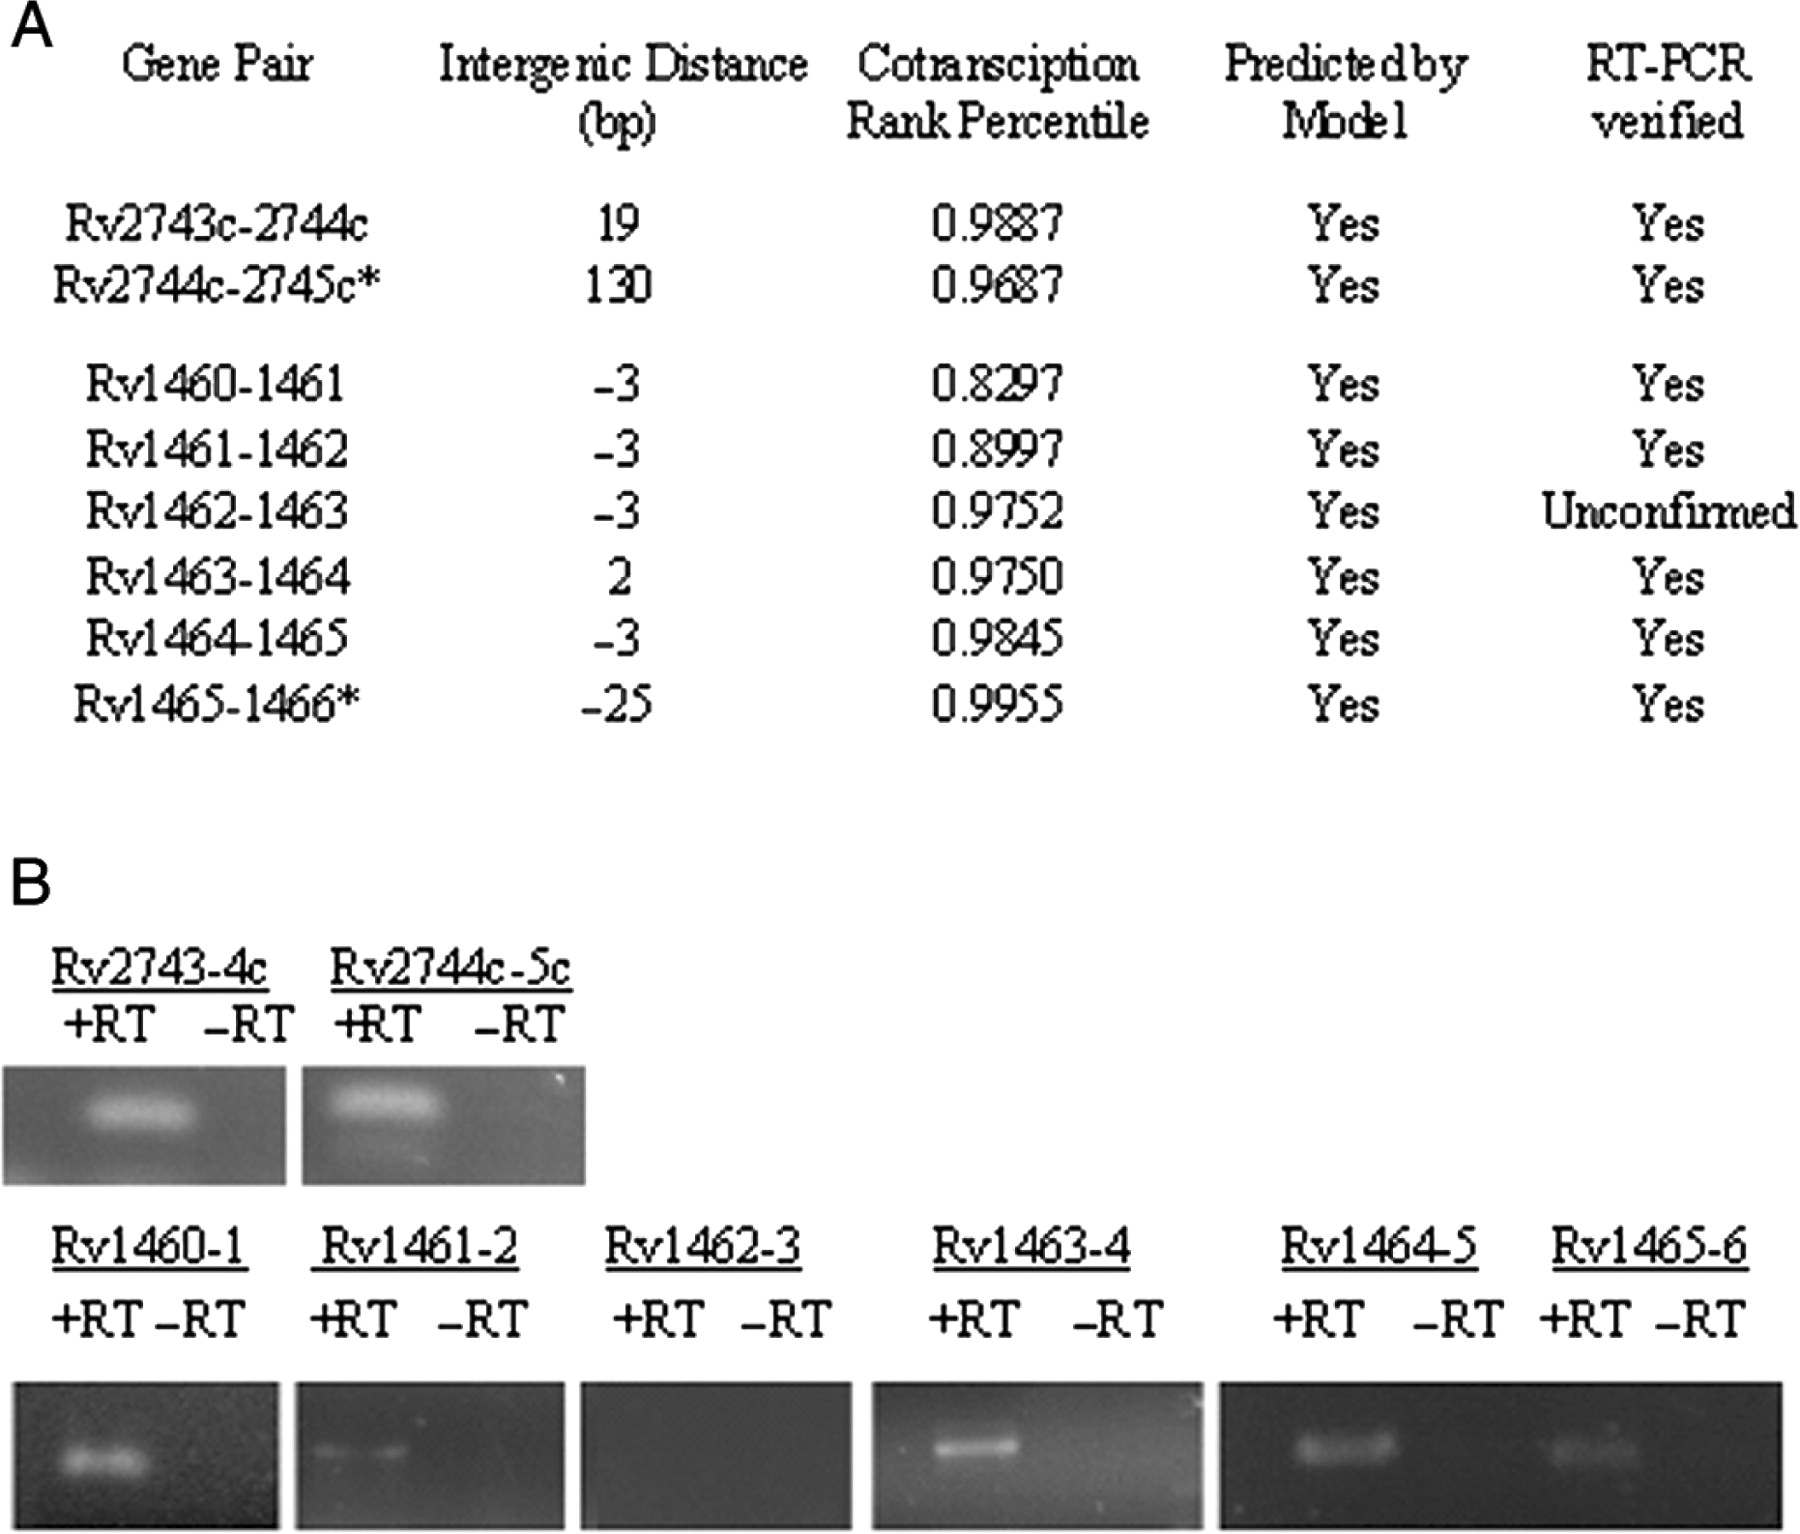 A
Gene Pair Intergenic Distance (bp) Cotransciption Rank Percentile Predicted by Model RT-PCR verified
Rv2743c-2744c 19 0.9887 Yes Yes
Rv2744c-2745c* 130 0.9687 Yes Yes
Rv1460-1461 –3 0.8297 Yes Yes
Rv1461-1462 –3 0.8997 Yes Yes
Rv1462-1463 –3 0.9752 Yes Unconfirmed
Rv1463-1464 2 0.9750 Yes Yes
Rv1464-1465 –3 0.9845 Yes Yes
Rv1465-1466* –25 0.9955 Yes Yes
B
Rv2743-4c Rv2744c-5c
+RT –RT +RT –RT
Rv1460-1 Rv1461-2 Rv1462-3 Rv1463-4 Rv1464-5 Rv1465-6
+RT –RT +RT –RT +RT –RT +RT –RT +RT –RT +RT –RT